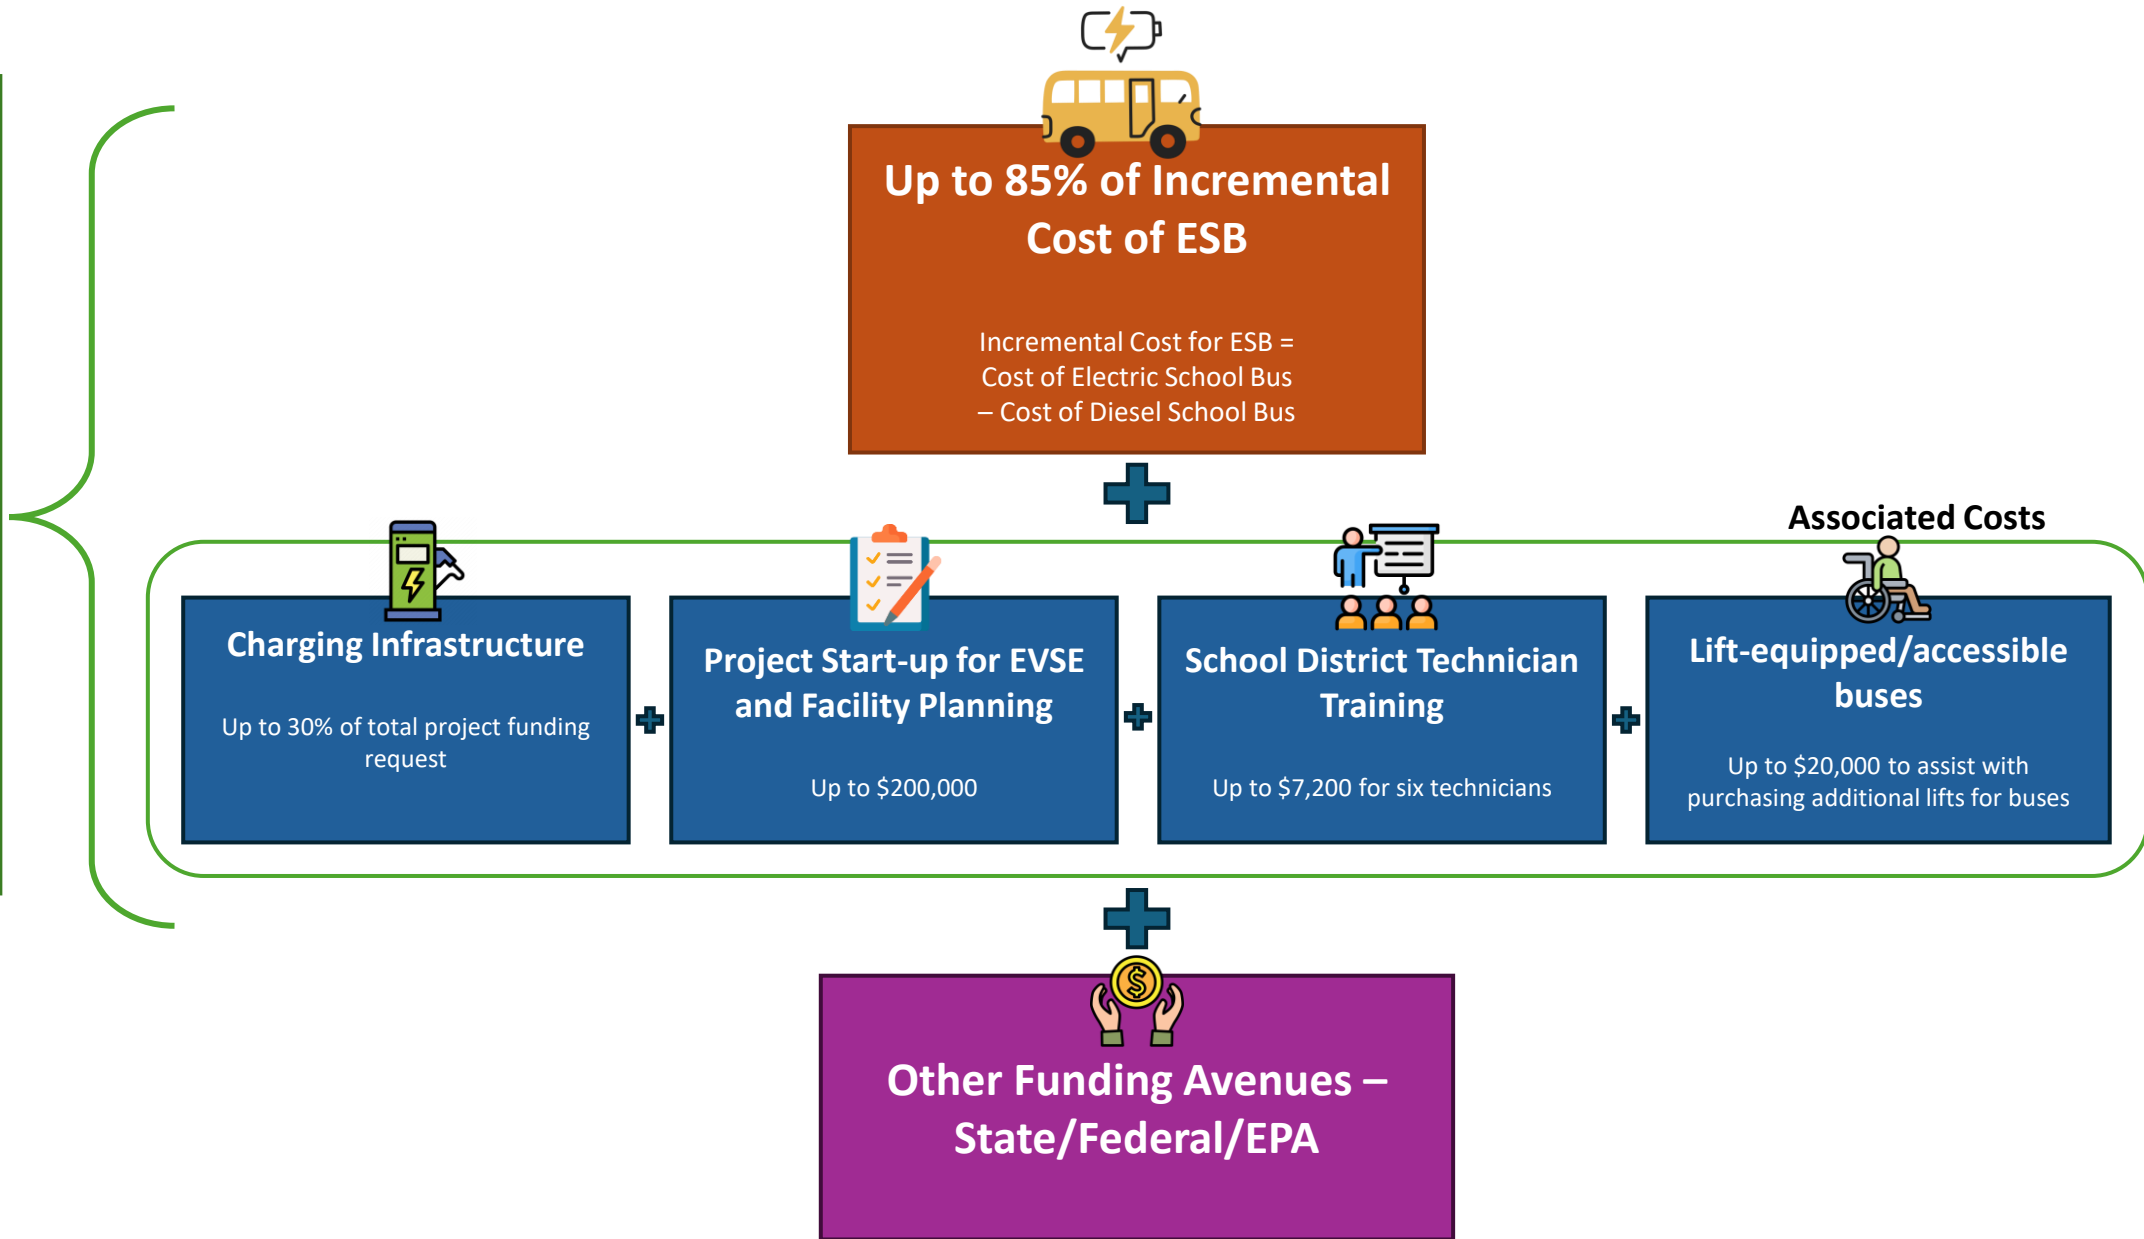 Up to 85% of Incremental
Cost of ESB
Incremental Cost for ESB =
Cost of Electric School Bus
– Cost of Diesel School Bus
Associated Costs
Charging Infrastructure
Up to 30% of total project funding
request
Project Start-up for EVSE
and Facility Planning
Up to $200,000
School District Technician
Training
Up to $7,200 for six technicians
Lift-equipped/accessible
buses
Up to $20,000 to assist with
purchasing additional lifts for buses
Other Funding Avenues –
State/Federal/EPA